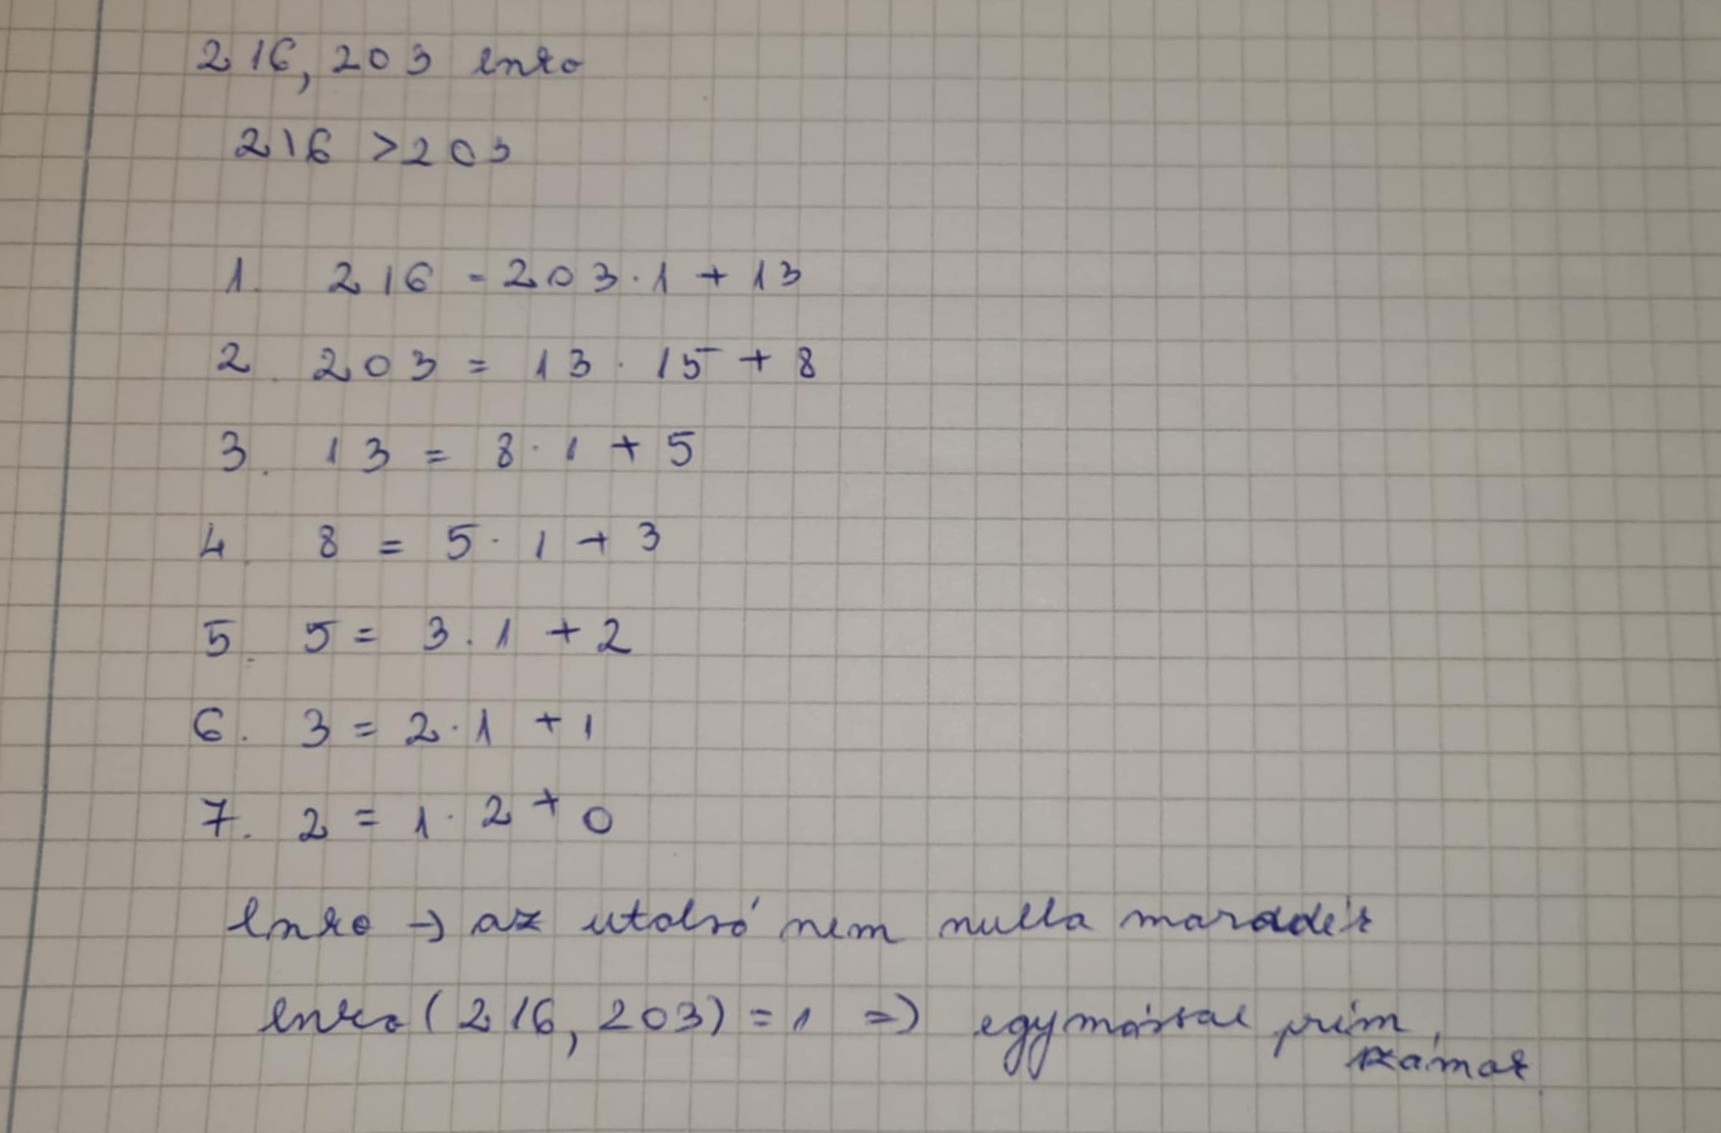 216, 203 lnko
216 > 203
1. 216 = 203 · 1 + 13
2. 203 = 13 · 15 + 8
3. 13 = 8 · 1 + 5
4. 8 = 5 · 1 + 3
5. 5 = 3 · 1 + 2
6. 3 = 2 · 1 + 1
7. 2 = 1 · 2 + 0
lnko → az utolsó nem nulla maradék
lnko (216, 203) = 1 => egymással prím
számok